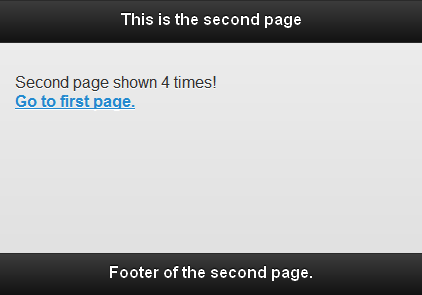 This is the second page
Second page shown 4 times!
Go to first page.
Footer of the second page.